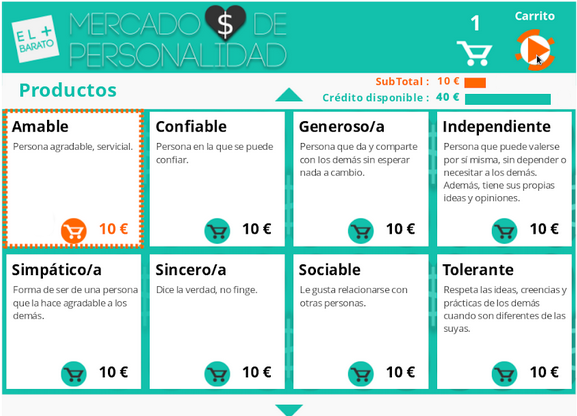 EL +
BARATO
MERCADO $ DE
PERSONALIDAD
1
Carrito
Productos
SubTotal : 10 €
Crédito disponible : 40 €
Amable
Persona agradable, servicial.
10 €
Confiable
Persona en la que se puede
confiar.
10 €
Generoso/a
Persona que da y comparte
con los demás sin esperar
nada a cambio.
10 €
Independiente
Persona que puede valerse
por sí misma, sin depender o
necesitar a los demás.
Además, tiene sus propias
ideas y opiniones.
10 €
Simpático/a
Forma de ser de una persona
que la hace agradable a los
demás.
10 €
Sincero/a
Dice la verdad, no finge.
10 €
Sociable
Le gusta relacionarse con
otras personas.
10 €
Tolerante
Respeta las ideas, creencias y
prácticas de los demás
cuando son diferentes de las
suyas.
10 €